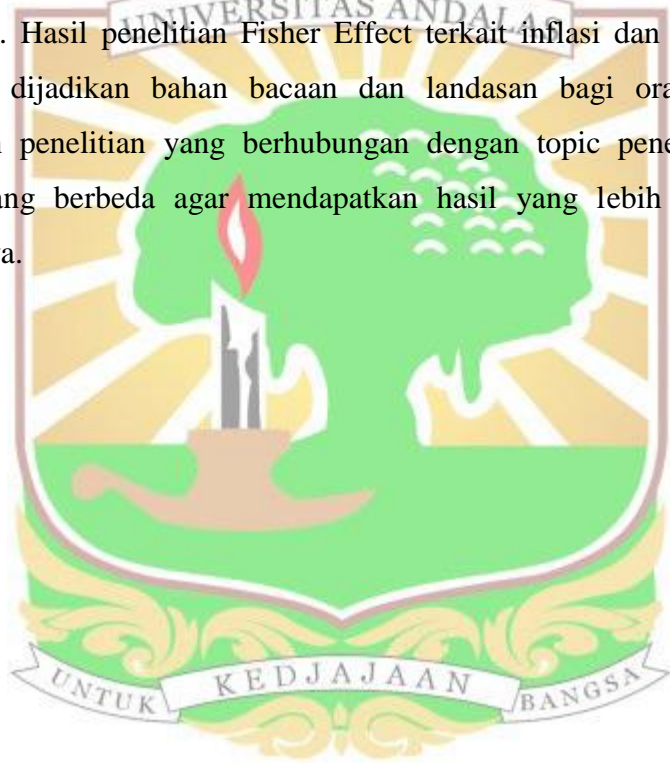 UNIVERSITAS ANDALAS
. Hasil penelitian Fisher Effect terkait inflasi dan
dijadikan bahan bacaan dan landasan bagi ora
penelitian yang berhubungan dengan topic pene
ang berbeda agar mendapatkan hasil yang lebih
a.
UNTUK KEDJAJAAN BANGSA